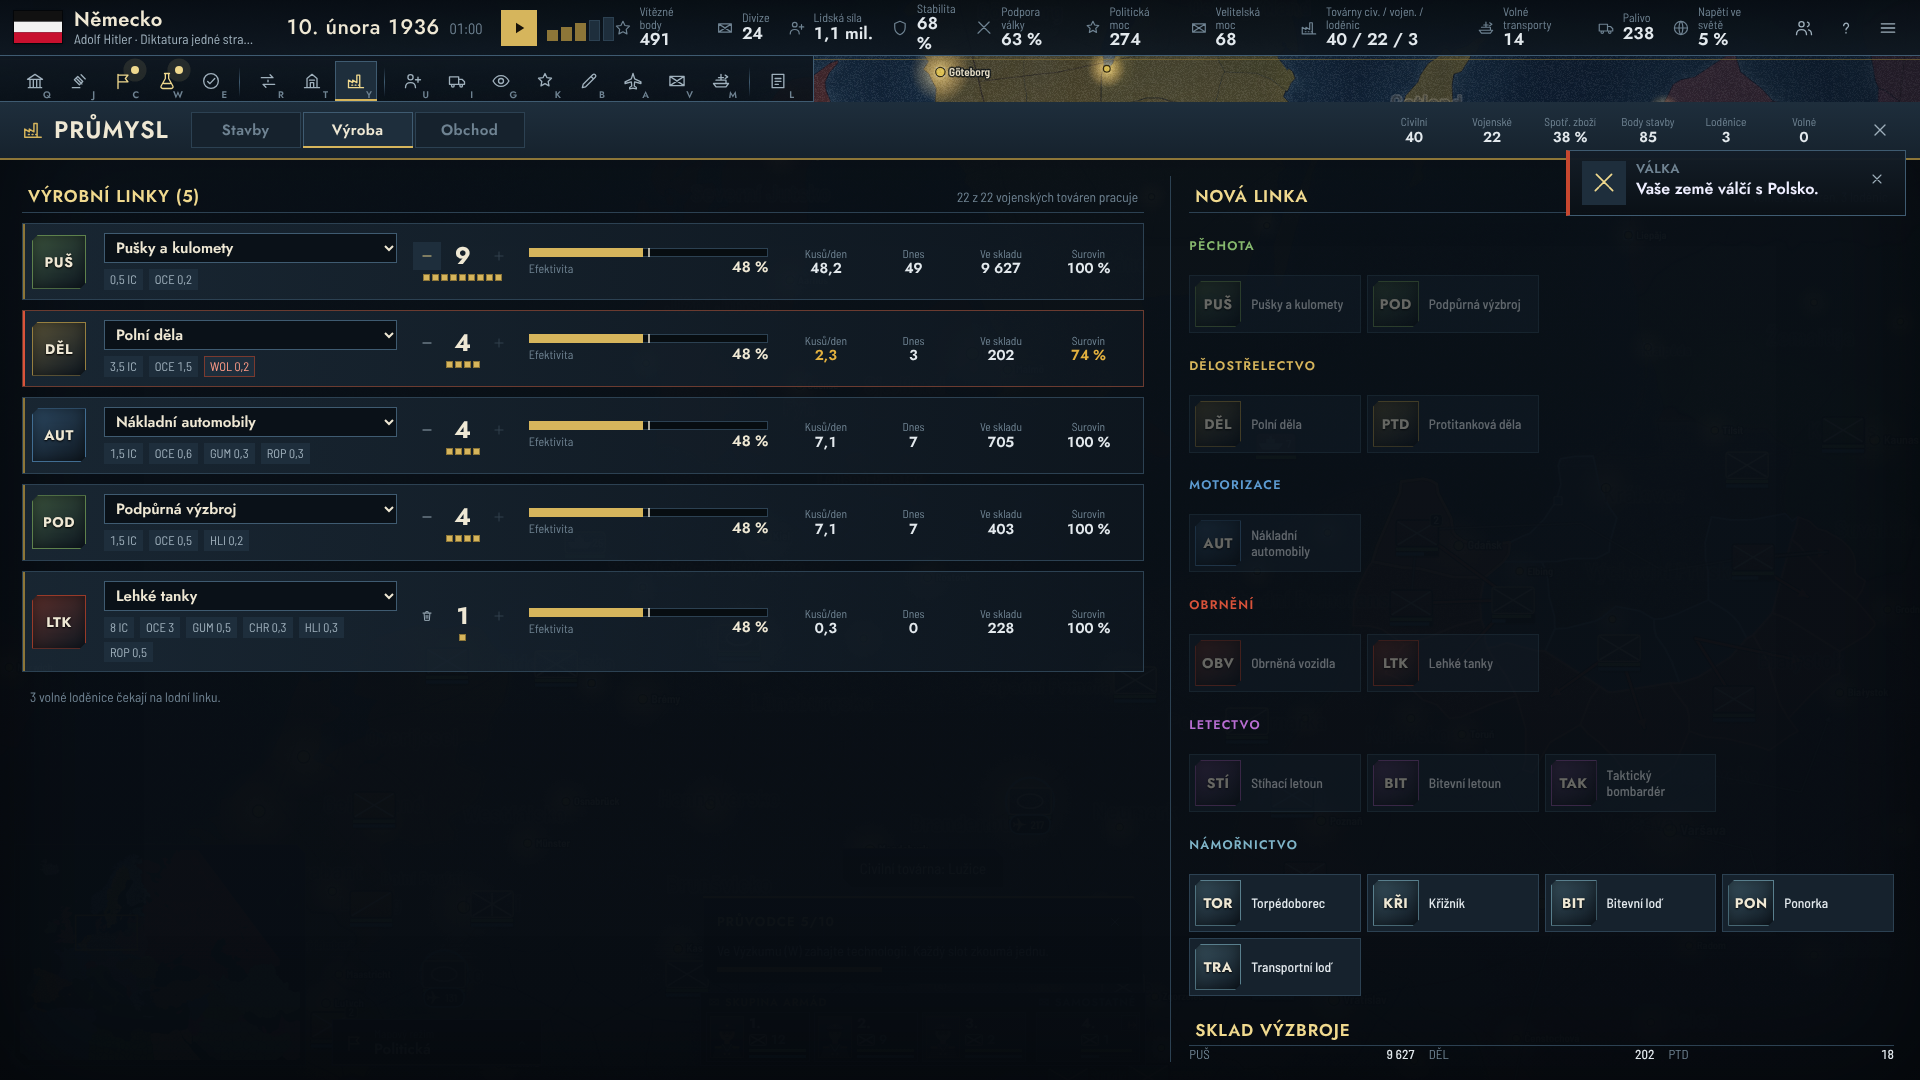 Německo
Adolf Hitler · Diktatura jedné stra...
10. února 1936 01:00
Vítězné body 491
Divize 24
Lidská síla 1,1 mil.
Stabilita 68 %
Podpora války 63 %
Politická moc 274
Velitelská moc 68
Továrny civ. / vojen. / loděnic 40 / 22 / 3
Volné transporty 14
Palivo 238
Napětí ve světě 5 %
?
Q J C W E R T Y U I G K B A V M L
Göteborg
PRŮMYSL
Stavby
Výroba
Obchod
Civilní 40
Vojenské 22
Spotř. zboží 38 %
Body stavby 85
Loděnice 3
Volné 0
VÁLKA
Vaše země válčí s Polsko.
VÝROBNÍ LINKY (5)
22 z 22 vojenských továren pracuje
PUŠ
Pušky a kulomety
0,5 IC OCE 0,2
− 9 +
Efektivita 48 %
Kusů/den 48,2
Dnes 49
Ve skladu 9 627
Surovin 100 %
DĚL
Polní děla
3,5 IC OCE 1,5 WOL 0,2
− 4 +
Efektivita 48 %
Kusů/den 2,3
Dnes 3
Ve skladu 202
Surovin 74 %
AUT
Nákladní automobily
1,5 IC OCE 0,6 GUM 0,3 ROP 0,3
− 4 +
Efektivita 48 %
Kusů/den 7,1
Dnes 7
Ve skladu 705
Surovin 100 %
POD
Podpůrná výzbroj
1,5 IC OCE 0,5 HLI 0,2
− 4 +
Efektivita 48 %
Kusů/den 7,1
Dnes 7
Ve skladu 403
Surovin 100 %
LTK
Lehké tanky
8 IC OCE 3 GUM 0,5 CHR 0,3 HLI 0,3
ROP 0,5
1 +
Efektivita 48 %
Kusů/den 0,3
Dnes 0
Ve skladu 228
Surovin 100 %
3 volné loděnice čekají na lodní linku.
NOVÁ LINKA
PĚCHOTA
PUŠ Pušky a kulomety
POD Podpůrná výzbroj
DĚLOSTŘELECTVO
DĚL Polní děla
PTD Protitanková děla
MOTORIZACE
AUT Nákladní automobily
OBRNĚNÍ
OBV Obrněná vozidla
LTK Lehké tanky
LETECTVO
STÍ Stíhací letoun
BIT Bitevní letoun
TAK Taktický bombardér
NÁMOŘNICTVO
TOR Torpédoborec
KŘI Křižník
BIT Bitevní loď
PON Ponorka
TRA Transportní loď
SKLAD VÝZBROJE
PUŠ 9 627 DĚL 202 PTD 18